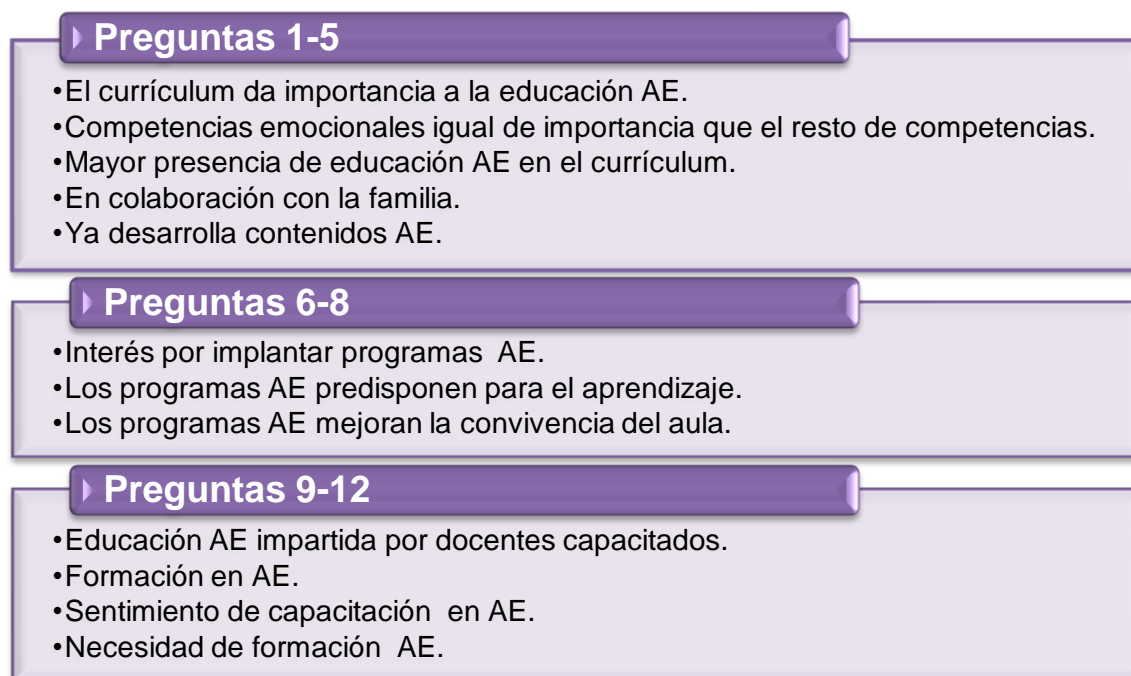 Preguntas 1-5
•El currículum da importancia a la educación AE.
•Competencias emocionales igual de importancia que el resto de competencias.
•Mayor presencia de educación AE en el currículum.
•En colaboración con la familia.
•Ya desarrolla contenidos AE.
Preguntas 6-8
•Interés por implantar programas  AE.
•Los programas AE predisponen para el aprendizaje.
•Los programas AE mejoran la convivencia del aula.
Preguntas 9-12
•Educación AE impartida por docentes capacitados.
•Formación en AE.
•Sentimiento de capacitación  en AE.
•Necesidad de formación  AE.